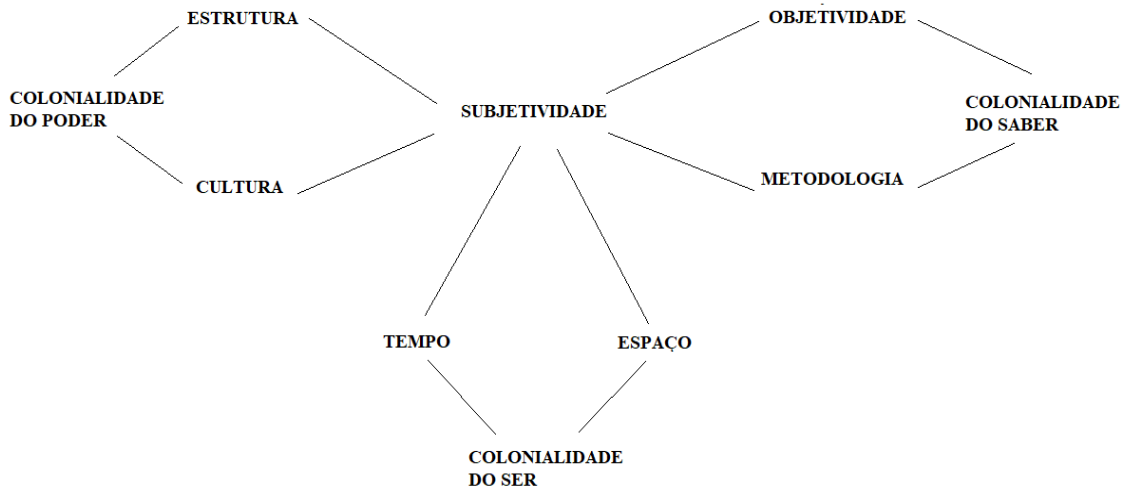 ESTRUTURA
OBJETIVIDADE
COLONIALIDADE
DO PODER
SUBJETIVIDADE
COLONIALIDADE
DO SABER
CULTURA
METODOLOGIA
TEMPO
ESPAÇO
COLONIALIDADE
DO SER